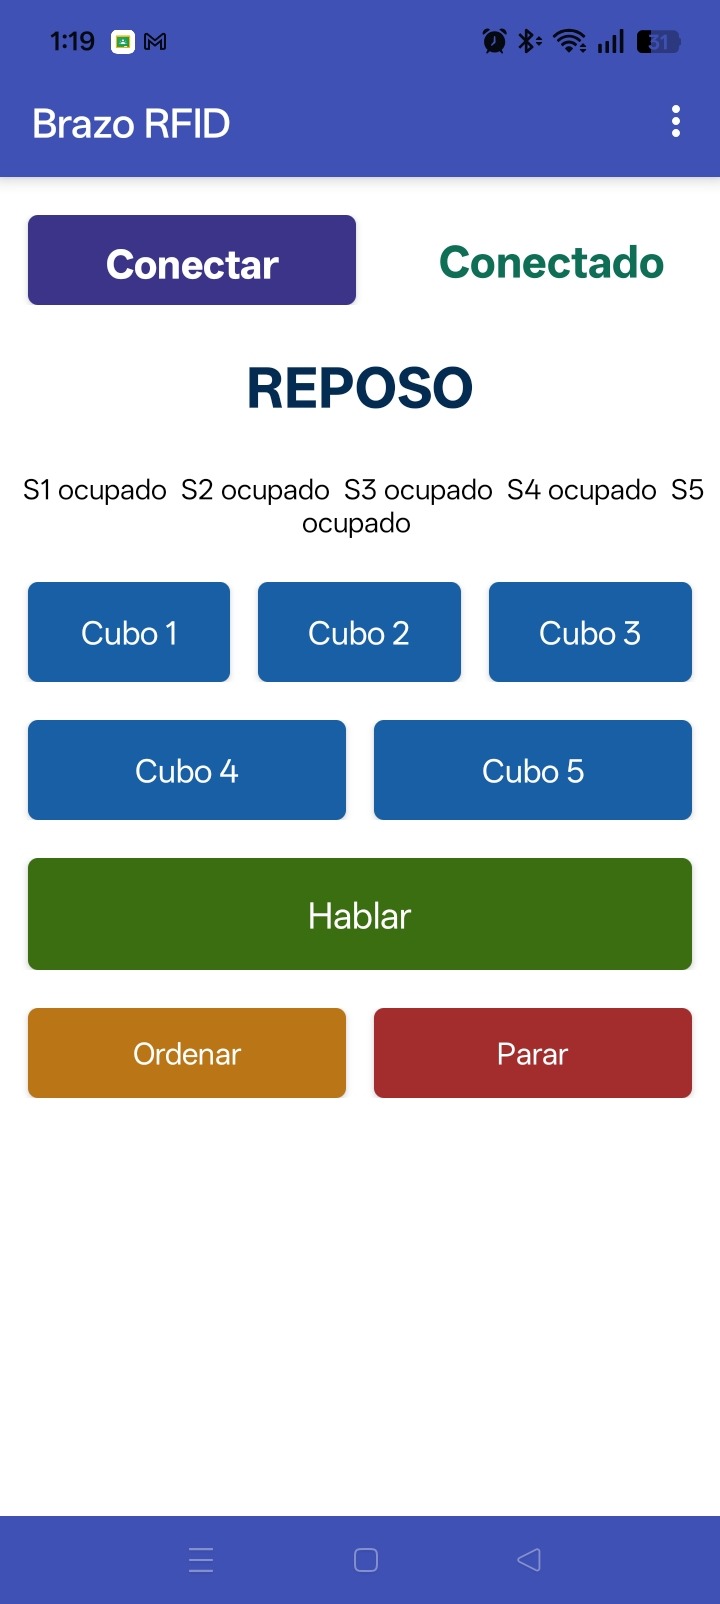 1:19 31
Brazo RFID
Conectar Conectado
REPOSO
S1 ocupado S2 ocupado S3 ocupado S4 ocupado S5
ocupado
Cubo 1 Cubo 2 Cubo 3
Cubo 4 Cubo 5
Hablar
Ordenar Parar